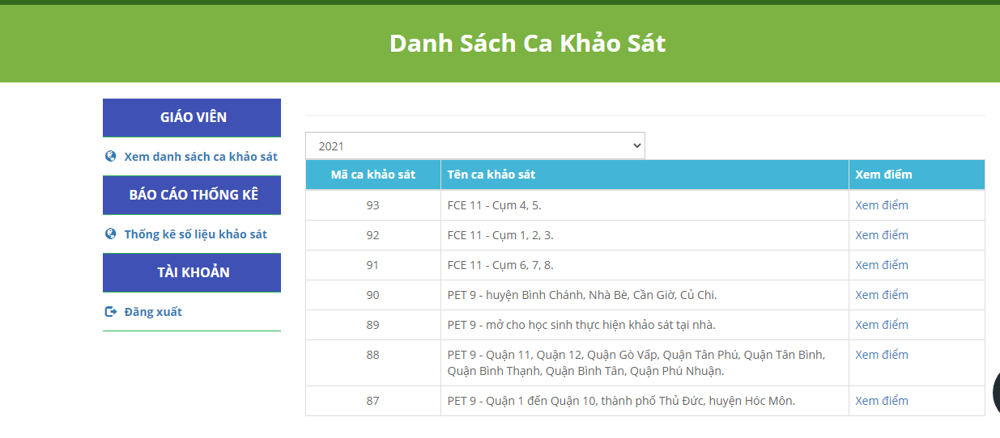 Danh Sách Ca Khảo Sát
GIÁO VIÊN
Xem danh sách ca khảo sát
BÁO CÁO THỐNG KÊ
Thống kê số liệu khảo sát
TÀI KHOẢN
Đăng xuất
2021
Mã ca khảo sát Tên ca khảo sát Xem điểm
93 FCE 11 - Cụm 4, 5. Xem điểm
92 FCE 11 - Cụm 1, 2, 3. Xem điểm
91 FCE 11 - Cụm 6, 7, 8. Xem điểm
90 PET 9 - huyện Bình Chánh, Nhà Bè, Cần Giờ, Củ Chi. Xem điểm
89 PET 9 - mở cho học sinh thực hiện khảo sát tại nhà. Xem điểm
88 PET 9 - Quận 11, Quận 12, Quận Gò Vấp, Quận Tân Phú, Quận Tân Bình, Xem điểm
Quận Bình Thạnh, Quận Bình Tân, Quận Phú Nhuận.
87 PET 9 - Quận 1 đến Quận 10, thành phố Thủ Đức, huyện Hóc Môn. Xem điểm